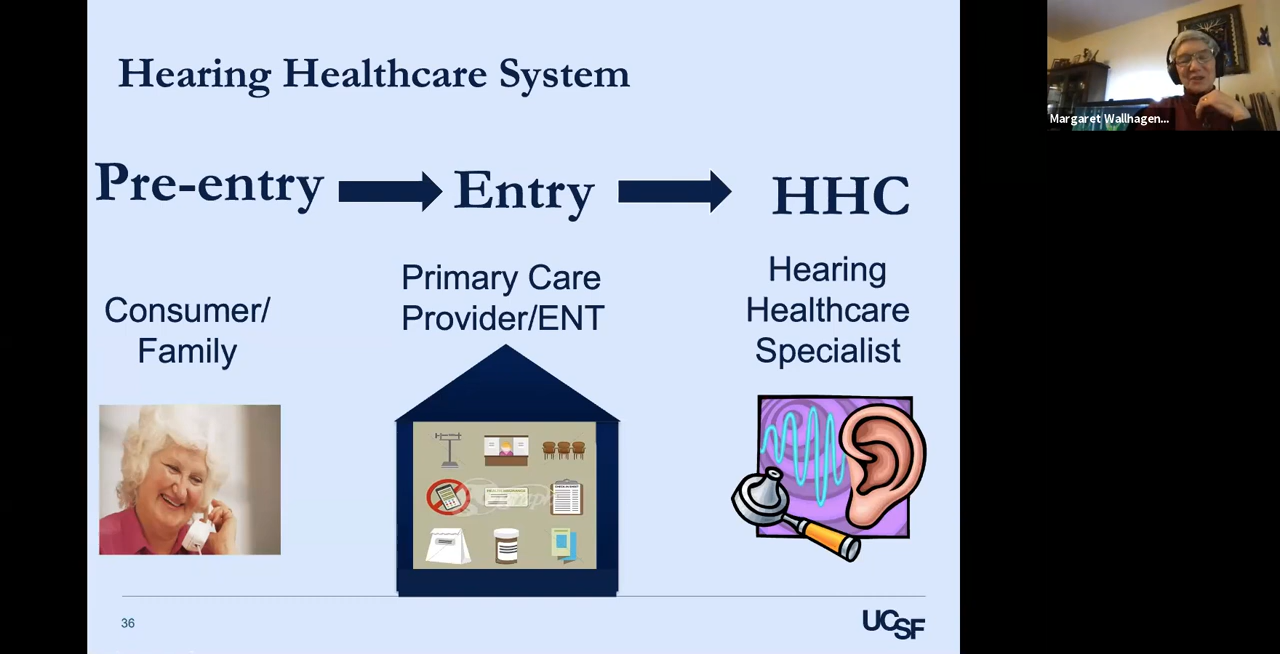 Hearing Healthcare System
Pre-entry
Entry
HHC
Consumer/
Family
Primary Care
Provider/ENT
Hearing
Healthcare
Specialist
36
UCSF
Margaret Wallhagen...